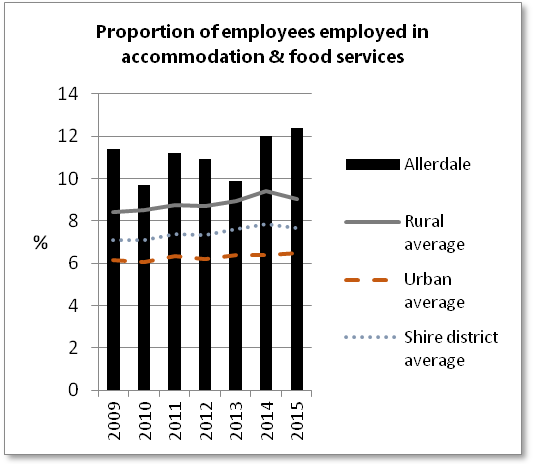 Proportion of employees employed in
accommodation & food services
14
12
10
8
6
4
2
0
%
2009
2010
2011
2012
2013
2014
2015
Allerdale
Rural
average
Urban
average
Shire district
average